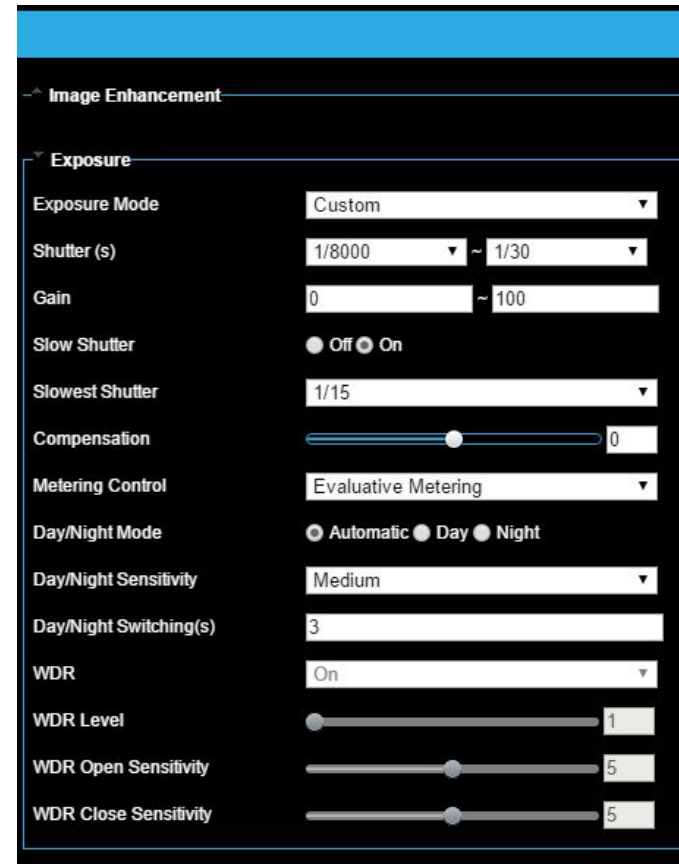 Image Enhancement
Exposure
Exposure Mode Custom
Shutter (s) 1/8000 ~ 1/30
Gain 0 ~ 100
Slow Shutter Off On
Slowest Shutter 1/15
Compensation 0
Metering Control Evaluative Metering
Day/Night Mode Automatic Day Night
Day/Night Sensitivity Medium
Day/Night Switching(s) 3
WDR On
WDR Level 1
WDR Open Sensitivity 5
WDR Close Sensitivity 5